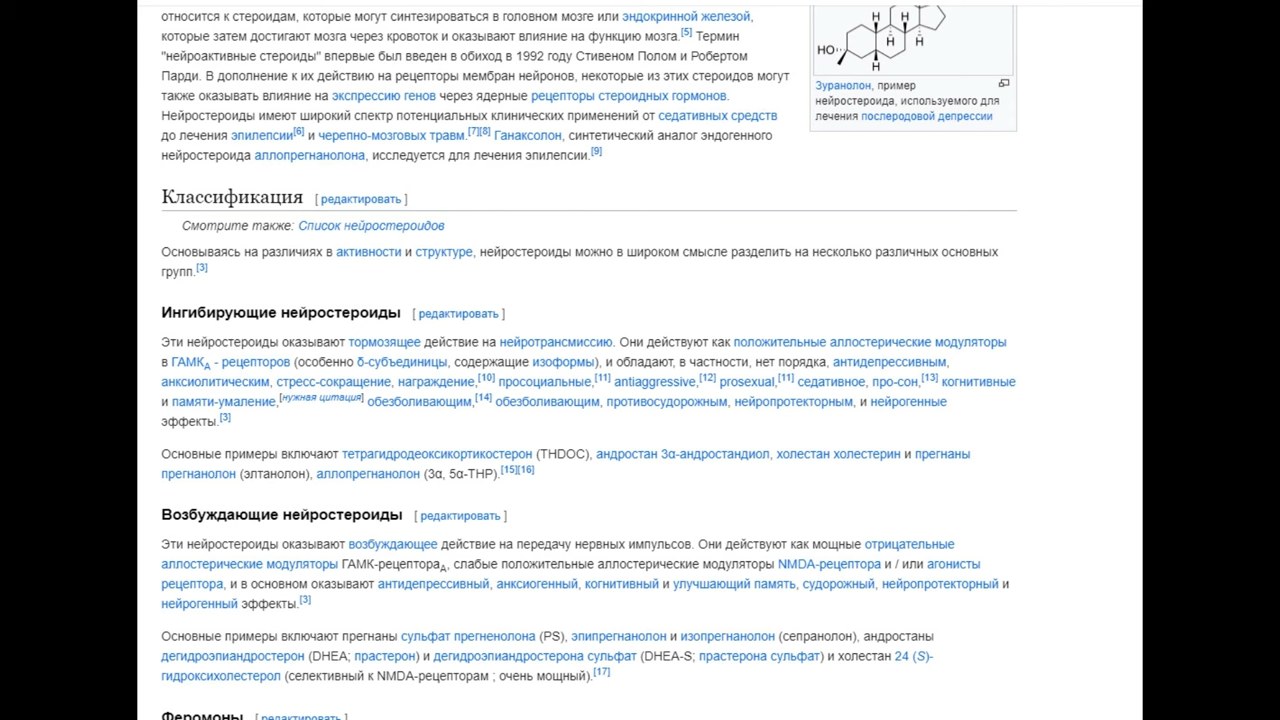 относится к стероидам, которые могут синтезироваться в головном мозге или эндокринной железой,
которые затем достигают мозга через кровоток и оказывают влияние на функцию мозга.[5] Термин
"нейроактивные стероиды" впервые был введен в обиход в 1992 году Стивеном Полом и Робертом
Парди. В дополнение к их действию на рецепторы мембран нейронов, некоторые из этих стероидов могут
также оказывать влияние на экспрессию генов через ядерные рецепторы стероидных гормонов.
Нейростероиды имеют широкий спектр потенциальных клинических применений от седативных средств
до лечения эпилепсии[6] и черепно-мозговых травм.[7][8] Ганаксолон, синтетический аналог эндогенного
нейростероида аллопрегнанолона, исследуется для лечения эпилепсии.[9]
H H
H H
HO
H
Зуранолон, пример
нейростероида, используемого для
лечения послеродовой депрессии
Классификация [ редактировать ]
Смотрите также: Список нейростероидов
Основываясь на различиях в активности и структуре, нейростероиды можно в широком смысле разделить на несколько различных основных
групп.[3]
Ингибирующие нейростероиды [ редактировать ]
Эти нейростероиды оказывают тормозящее действие на нейротрансмиссию. Они действуют как положительные аллостерические модуляторы
в ГАМКA - рецепторов (особенно δ-субъединицы, содержащие изоформы), и обладают, в частности, нет порядка, антидепрессивным,
анксиолитическим, стресс-сокращение, награждение,[10] просоциальные,[11] antiaggressive,[12] prosexual,[11] седативное, про-сон,[13] когнитивные
и памяти-умаление,[нужная цитация] обезболивающим,[14] обезболивающим, противосудорожным, нейропротекторным, и нейрогенные
эффекты.[3]
Основные примеры включают тетрагидродеоксикортикостерон (THDOC), андростан 3α-андростандиол, холестан холестерин и прегнаны
прегнанолон (элтанолон), аллопрегнанолон (3α, 5α-THP).[15][16]
Возбуждающие нейростероиды [ редактировать ]
Эти нейростероиды оказывают возбуждающее действие на передачу нервных импульсов. Они действуют как мощные отрицательные
аллостерические модуляторы ГАМК-рецептораA, слабые положительные аллостерические модуляторы NMDA-рецептора и / или агонисты
рецептора, и в основном оказывают антидепрессивный, анксиогенный, когнитивный и улучшающий память, судорожный, нейропротекторный и
нейрогенный эффекты.[3]
Основные примеры включают прегнаны сульфат прегненолона (PS), эпипрегнанолон и изопрегнанолон (сепранолон), андростаны
дегидроэпиандростерон (DHEA; прастерон) и дегидроэпиандростерона сульфат (DHEA-S; прастерона сульфат) и холестан 24 (S)-
гидроксихолестерол (селективный к NMDA-рецепторам ; очень мощный).[17]
Феромоны [ редактировать ]